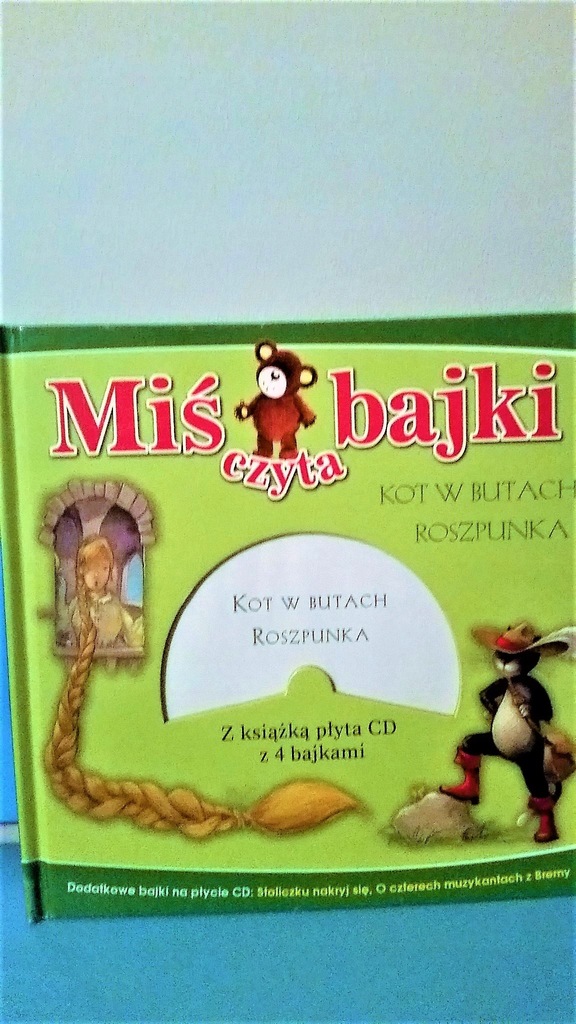 Miś czyta bajki
KOT W BUTACH
ROSZPUNKA
KOT W BUTACH
ROSZPUNKA
Z książką płyta CD
z 4 bajkami
Dodatkowe bajki na płycie CD: Stoliczku nakryj się, O czterech muzykantach z Bremy